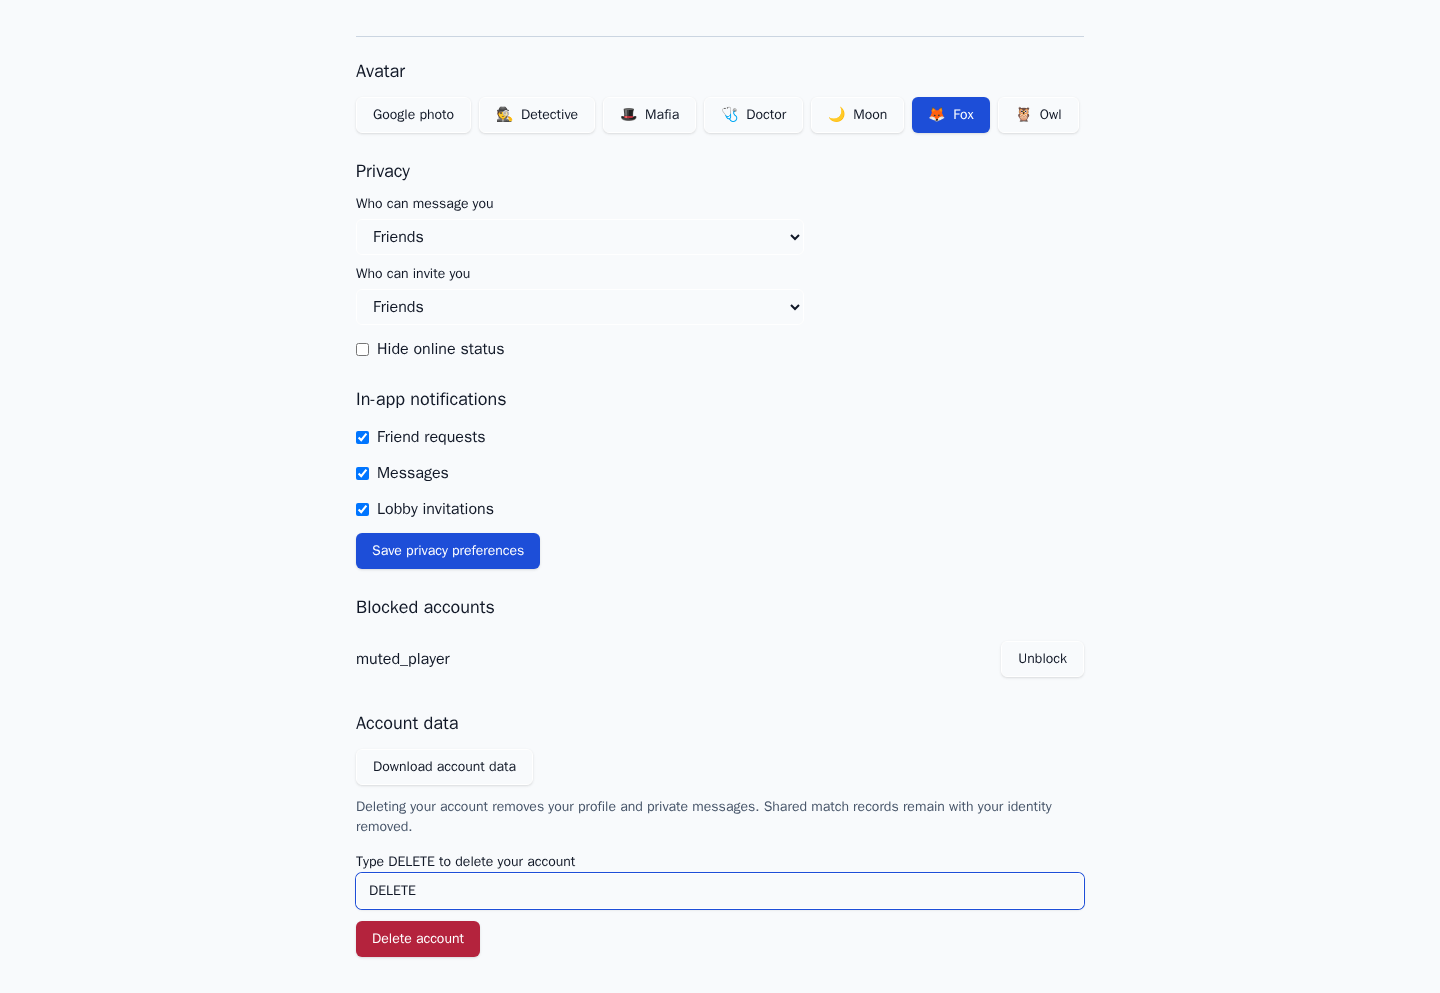 Avatar
Google photo
Detective
Mafia
Doctor
Moon
Fox
Owl
Privacy
Who can message you
Friends
Who can invite you
Friends
Hide online status
In-app notifications
Friend requests
Messages
Lobby invitations
Save privacy preferences
Blocked accounts
muted_player
Unblock
Account data
Download account data
Deleting your account removes your profile and private messages. Shared match records remain with your identity
removed.
Type DELETE to delete your account
DELETE
Delete account